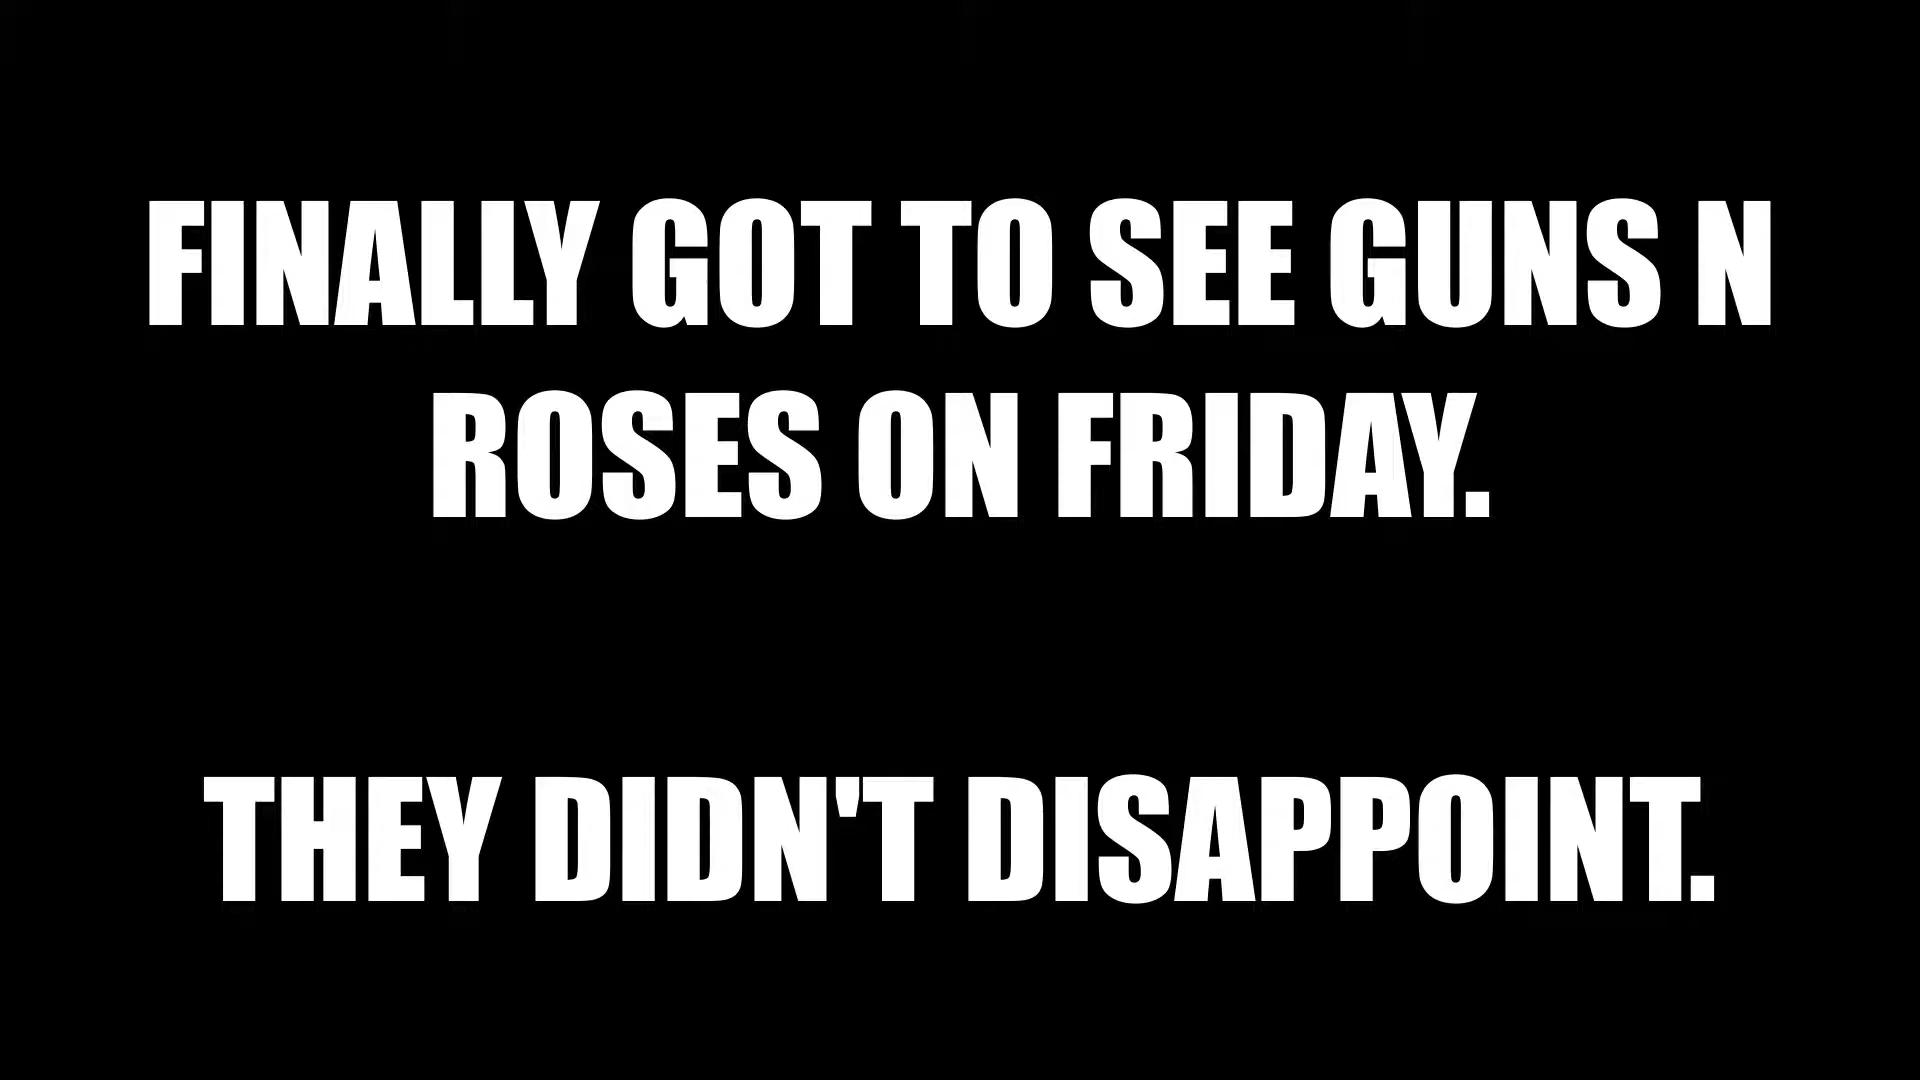 FINALLY GOT TO SEE GUNS N
ROSES ON FRIDAY.
THEY DIDN'T DISAPPOINT.